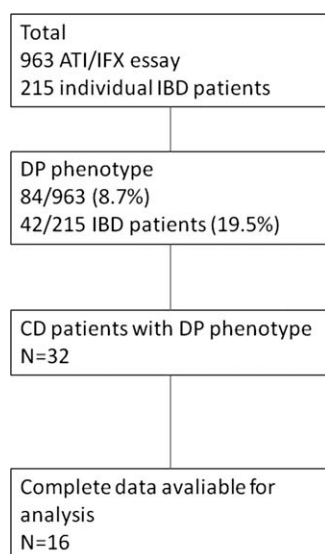 Total
963 ATI/IFX essay
215 individual IBD patients
DP phenotype
84/963 (8.7%)
42/215 IBD patients (19.5%)
CD patients with DP phenotype
N=32
Complete data avaliable for
analysis
N=16